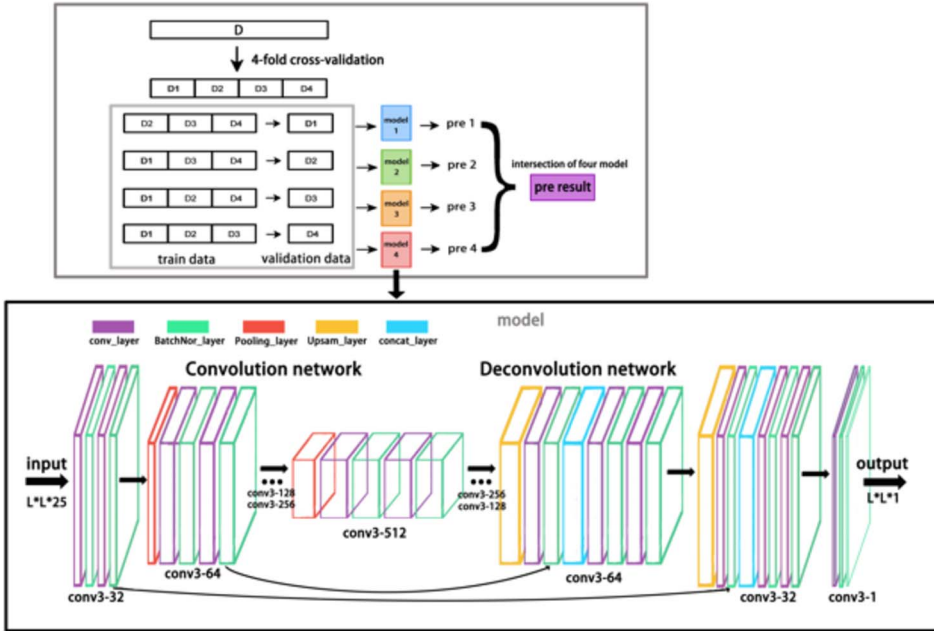 D
4-fold cross-validation
D1 D2 D3 D4
D2 D3 D4 D1
model
1
pre 1
D1 D3 D4 D2
model
2
pre 2
intersection of four model
pre result
D1 D2 D4 D3
model
3
pre 3
D1 D2 D3 D4
model
4
pre 4
train data validation data
model
conv_layer BatchNor_layer Pooling_layer Upsam_layer concat_layer
Convolution network Deconvolution network
input
L*L*25
conv3-128
conv3-256
conv3-256
conv3-128
output
L*L*1
conv3-512
conv3-64 conv3-64
conv3-32 conv3-32 conv3-1